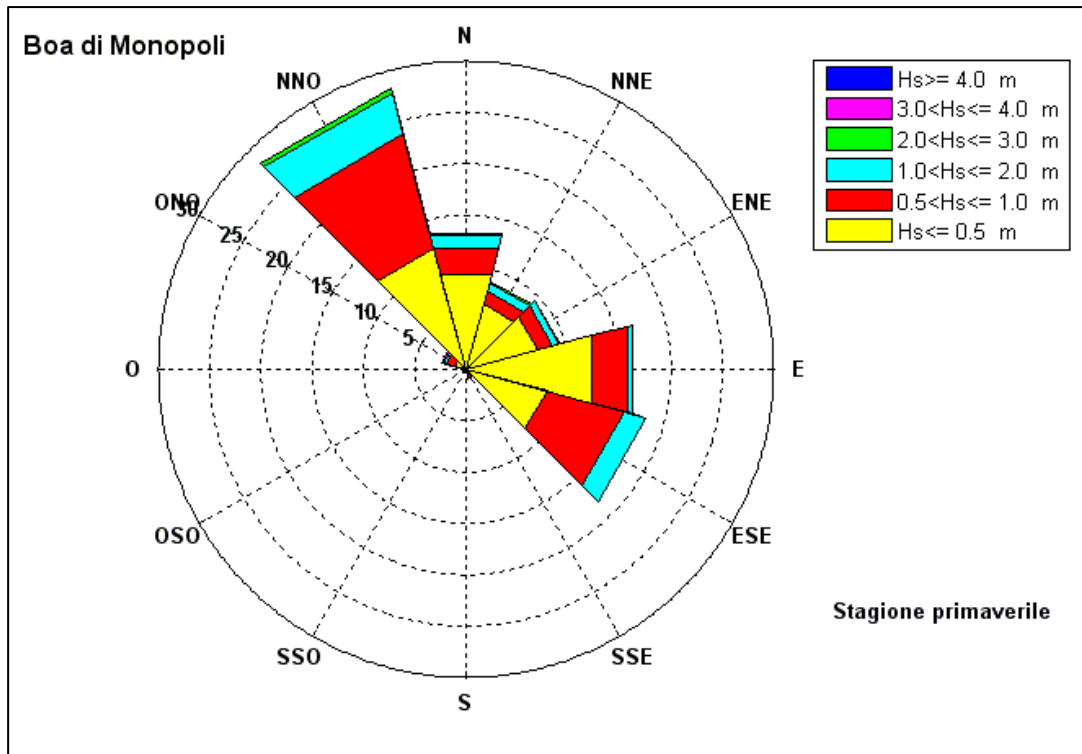 Boa di Monopoli
N
NNO
NNE
ONO
ENE
30
25
20
15
10
5
O
E
OSO
ESE
SSO
SSE
S
Hs>= 4.0 m
3.0<Hs<= 4.0 m
2.0<Hs<= 3.0 m
1.0<Hs<= 2.0 m
0.5<Hs<= 1.0 m
Hs<= 0.5 m
Stagione primaverile